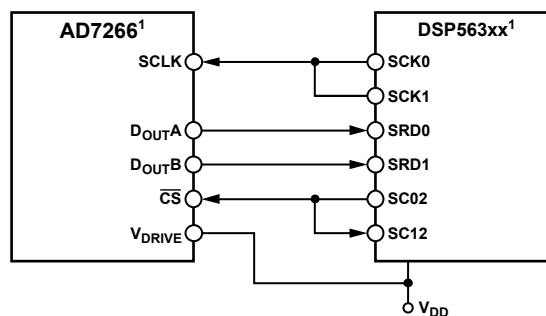 AD7266¹
DSP563xx¹
SCLK
SCK0
SCK1
DOUTA
SRD0
DOUTB
SRD1
CS
SC02
VDRIVE
SC12
VDD